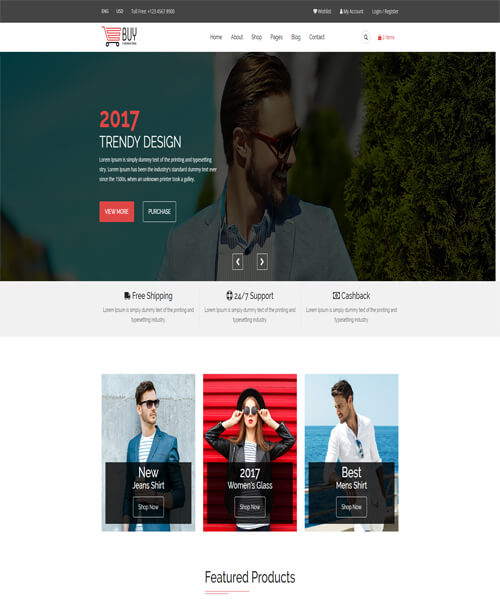 ENG USD Toll Free: +123 4567 8900 Wishlist My Account Login / Register
BUY
Home About Shop Pages Blog Contact 2 items
2017
TRENDY DESIGN
Lorem Ipsum is simply dummy text of the printing and typesetting
stry. Lorem Ipsum has been the industry's standard dummy text ever
since the 1500s, when an unknown printer took a galley.
VIEW MORE PURCHASE
Free Shipping 24/7 Support Cashback
Lorem Ipsum is simply dummy text of the printing and Lorem Ipsum is simply dummy text of the printing and Lorem Ipsum is simply dummy text of the printing and
typesetting industry typesetting industry typesetting industry
New 2017 Best
Jeans Shirt Women's Glass Mens Shirt
Shop Now Shop Now Shop Now
Featured Products